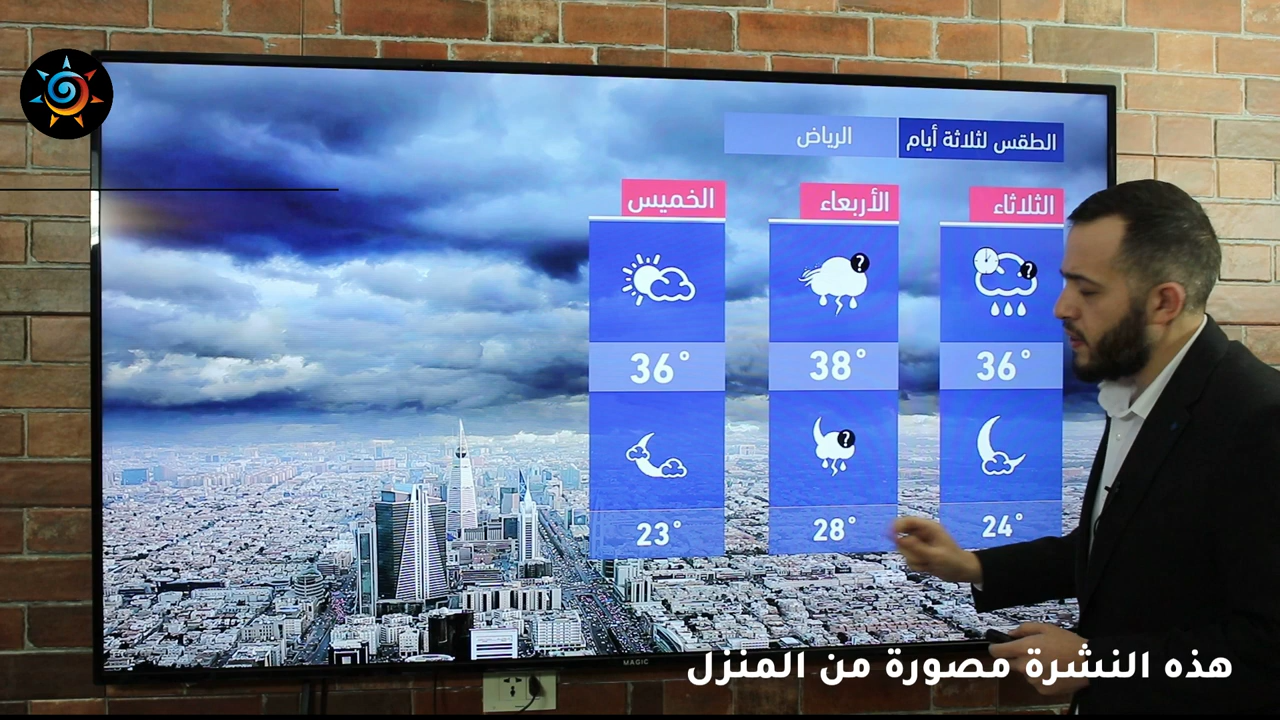 الطقس لثلاثة أيام
الرياض
الثلاثاء
الأربعاء
الخميس
?
?
36°
38°
36°
?
24°
28°
23°
MAGIC
هذه النشرة مصورة من المنزل